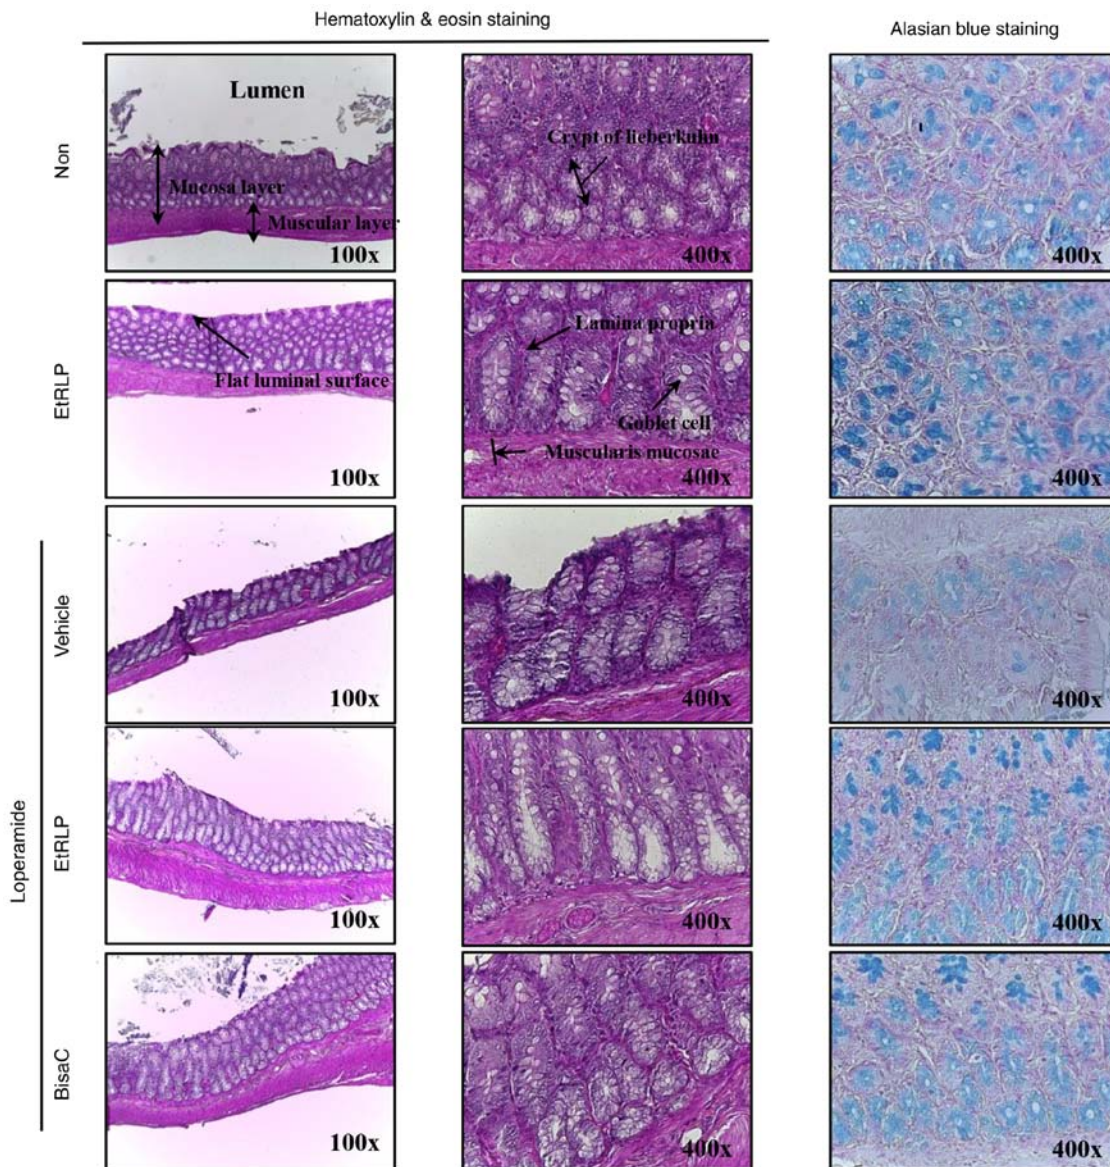 Hematoxylin & eosin staining
Alasian blue staining
Non
Lumen
Mucosa layer
Muscular layer
100x
Crypt of lieberkuhn
400x
400x
EtRLP
Flat luminal surface
100x
Lamina propria
Goblet cell
Muscularis mucosae
400x
400x
Loperamide
Vehicle
100x
400x
400x
EtRLP
100x
400x
400x
BisaC
100x
400x
400x